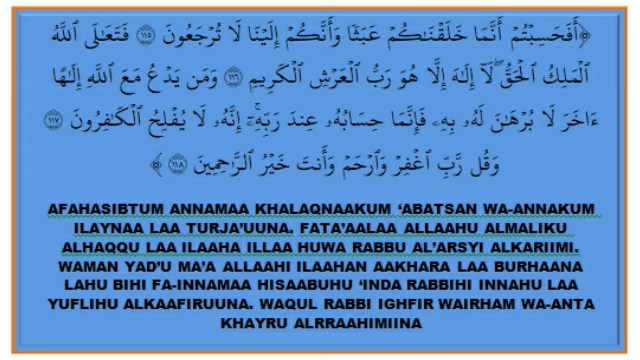 ﴿أَفَحَسِبْتُمْ أَنَّمَا خَلَقْنَٰكُمْ عَبَثًا وَأَنَّكُمْ إِلَيْنَا لَا تُرْجَعُونَ ۝١١٥ فَتَعَٰلَى ٱللَّهُ
ٱلْمَلِكُ ٱلْحَقُّۖ لَآ إِلَٰهَ إِلَّا هُوَ رَبُّ ٱلْعَرْشِ ٱلْكَرِيمِ ۝١١٦ وَمَن يَدْعُ مَعَ ٱللَّهِ إِلَٰهًا
ءَاخَرَ لَا بُرْهَٰنَ لَهُۥ بِهِۦ فَإِنَّمَا حِسَابُهُۥ عِندَ رَبِّهِۦٓۚ إِنَّهُۥ لَا يُفْلِحُ ٱلْكَٰفِرُونَ ۝١١٧
وَقُل رَّبِّ ٱغْفِرْ وَٱرْحَمْ وَأَنتَ خَيْرُ ٱلرَّٰحِمِينَ ۝١١٨ ﴾
AFAHASIBTUM ANNAMAA KHALAQNAAKUM ‘ABATSAN WA-ANNAKUM
ILAYNAA LAA TURJA’UUNA. FATA’AALAA ALLAAHU ALMALIKU
ALHAQQU LAA ILAAHA ILLAA HUWA RABBU AL’ARSYI ALKARIIMI.
WAMAN YAD’U MA’A ALLAAHI ILAAHAN AAKHARA LAA BURHAANA
LAHU BIHI FA-INNAMAA HISAABUHU ‘INDA RABBIHI INNAHU LAA
YUFLIHU ALKAAFIRUUNA. WAQUL RABBI IGHFIR WAIRHAM WA-ANTA
KHAYRU ALRRAAHIMIINA